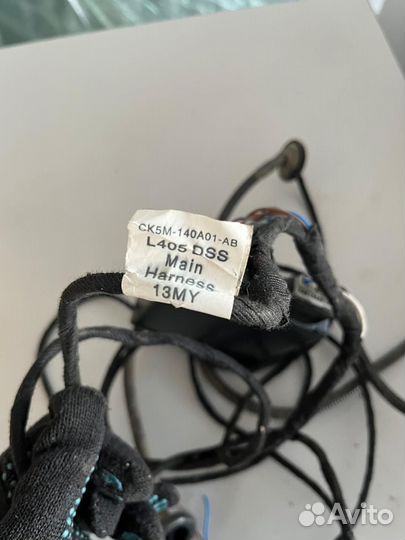 CK5M-140A01-AB
L405 DSS
Main
Harness
13MY
Avito